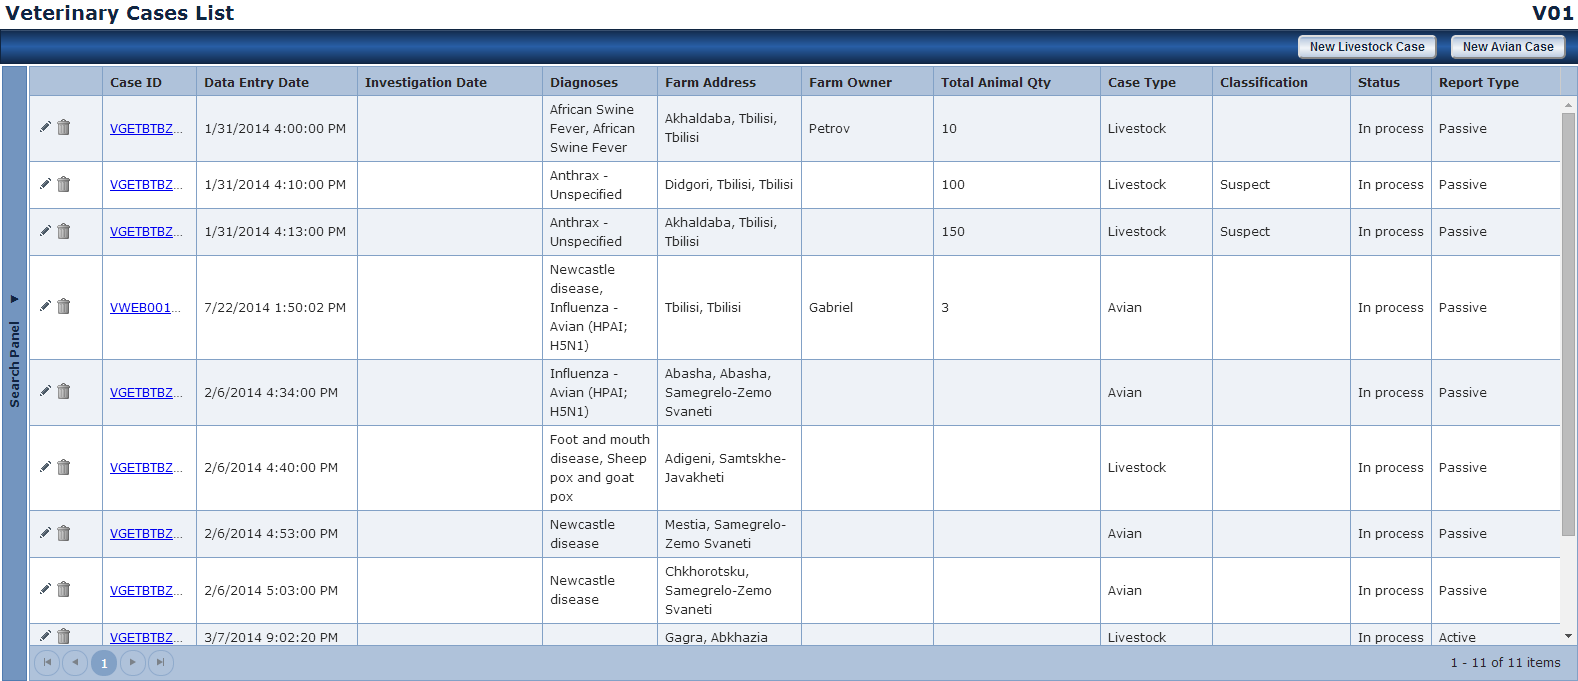 Veterinary Cases List
V01
New Livestock Case
New Avian Case
Search Panel
Case ID Data Entry Date Investigation Date Diagnoses Farm Address Farm Owner Total Animal Qty Case Type Classification Status Report Type
VGETBTBZ... 1/31/2014 4:00:00 PM African Swine Fever, African Swine Fever Akhaldaba, Tbilisi, Tbilisi Petrov 10 Livestock In process Passive
VGETBTBZ... 1/31/2014 4:10:00 PM Anthrax - Unspecified Didgori, Tbilisi, Tbilisi 100 Livestock Suspect In process Passive
VGETBTBZ... 1/31/2014 4:13:00 PM Anthrax - Unspecified Akhaldaba, Tbilisi, Tbilisi 150 Livestock Suspect In process Passive
VWEB001... 7/22/2014 1:50:02 PM Newcastle disease, Influenza - Avian (HPAI; H5N1) Tbilisi, Tbilisi Gabriel 3 Avian In process Passive
VGETBTBZ... 2/6/2014 4:34:00 PM Influenza - Avian (HPAI; H5N1) Abasha, Abasha, Samegrelo-Zemo Svaneti Avian In process Passive
VGETBTBZ... 2/6/2014 4:40:00 PM Foot and mouth disease, Sheep pox and goat pox Adigeni, Samtskhe-Javakheti Livestock In process Passive
VGETBTBZ... 2/6/2014 4:53:00 PM Newcastle disease Mestia, Samegrelo-Zemo Svaneti Avian In process Passive
VGETBTBZ... 2/6/2014 5:03:00 PM Newcastle disease Chkhorotsku, Samegrelo-Zemo Svaneti Avian In process Passive
VGETBTBZ... 3/7/2014 9:02:20 PM Gagra, Abkhazia Livestock In process Active
1
1 - 11 of 11 items